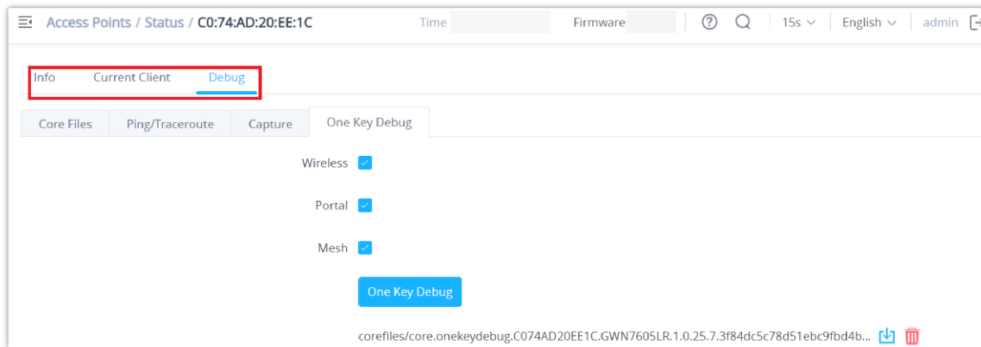 Access Points / Status / C0:74:AD:20:EE:1C Time Firmware 15s English admin
Info Current Client Debug
Core Files Ping/Traceroute Capture One Key Debug
Wireless
Portal
Mesh
One Key Debug
corefiles/core.onekeydebug.C074AD20EE1C.GWN7605LR.1.0.25.7.3f84dc5c78d51ebc9fbd4b...